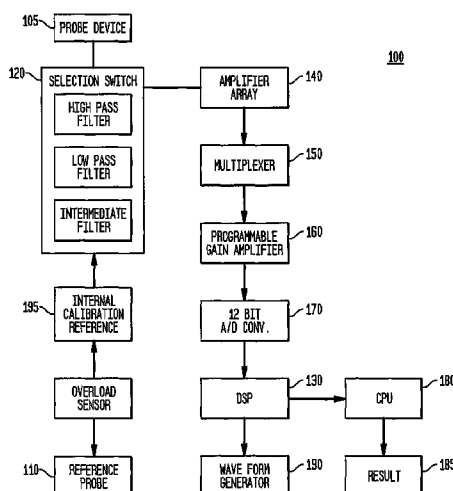 105
PROBE DEVICE
120
SELECTION SWITCH
HIGH PASS
FILTER
LOW PASS
FILTER
INTERMEDIATE
FILTER
195
INTERNAL
CALIBRATION
REFERENCE
OVERLOAD
SENSOR
110
REFERENCE
PROBE
100
AMPLIFIER
ARRAY
140
MULTIPLEXER
150
PROGRAMMABLE
GAIN AMPLIFIER
160
12 BIT
A/D CONV.
170
DSP
130
CPU
180
WAVE FORM
GENERATOR
190
RESULT
185